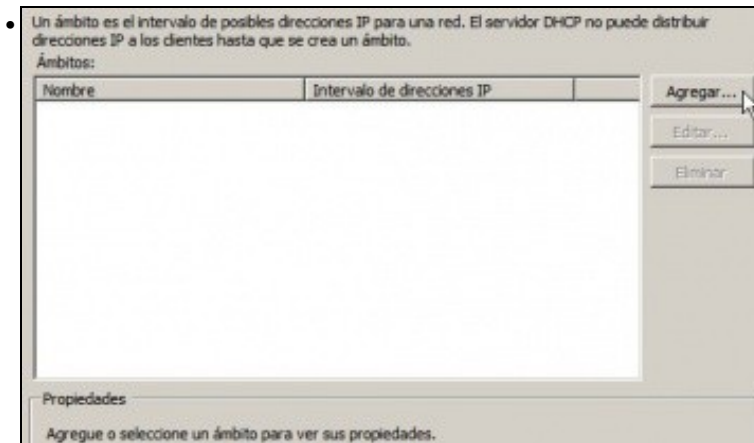 Un ámbito es el intervalo de posibles direcciones IP para una red. El servidor DHCP no puede distribuir
direcciones IP a los clientes hasta que se crea un ámbito.
Ámbitos:
Nombre Intervalo de direcciones IP
Agregar...
Editar...
Eliminar
Propiedades
Agregue o seleccione un ámbito para ver sus propiedades.